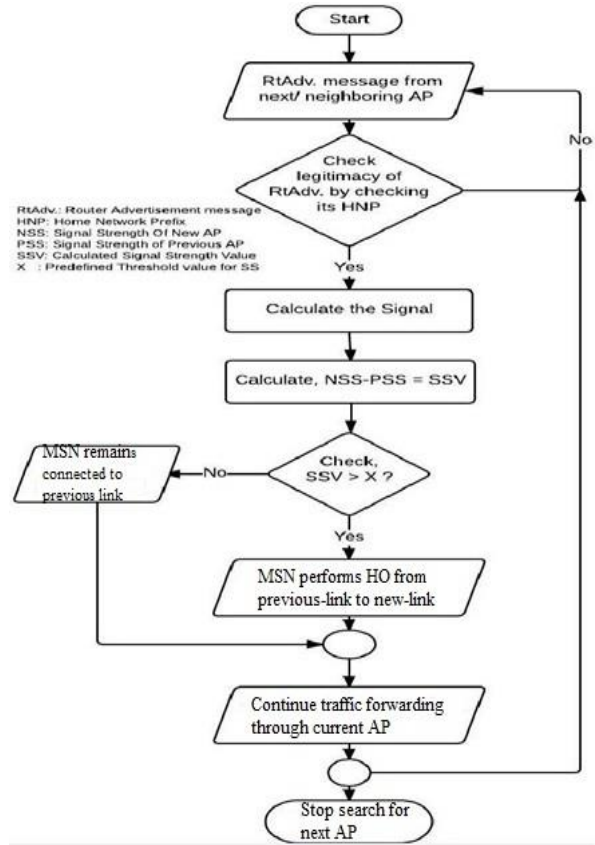 Start
RtAdv. message from
next/ neighboring AP
No
Check
legitimacy of
RtAdv. by checking
its HNP
RtAdv.: Router Advertisement message
HNP: Home Network Prefix
NSS: Signal Strength Of New AP
PSS: Signal Strength of Previous AP
SSV: Calculated Signal Strength Value
X : Predefined Threshold value for SS
Yes
Calculate the Signal
Calculate, NSS-PSS = SSV
MSN remains
connected to
previous link
No
Check,
SSV > X ?
Yes
MSN performs HO from
previous-link to new-link
Continue traffic forwarding
through current AP
Stop search for
next AP